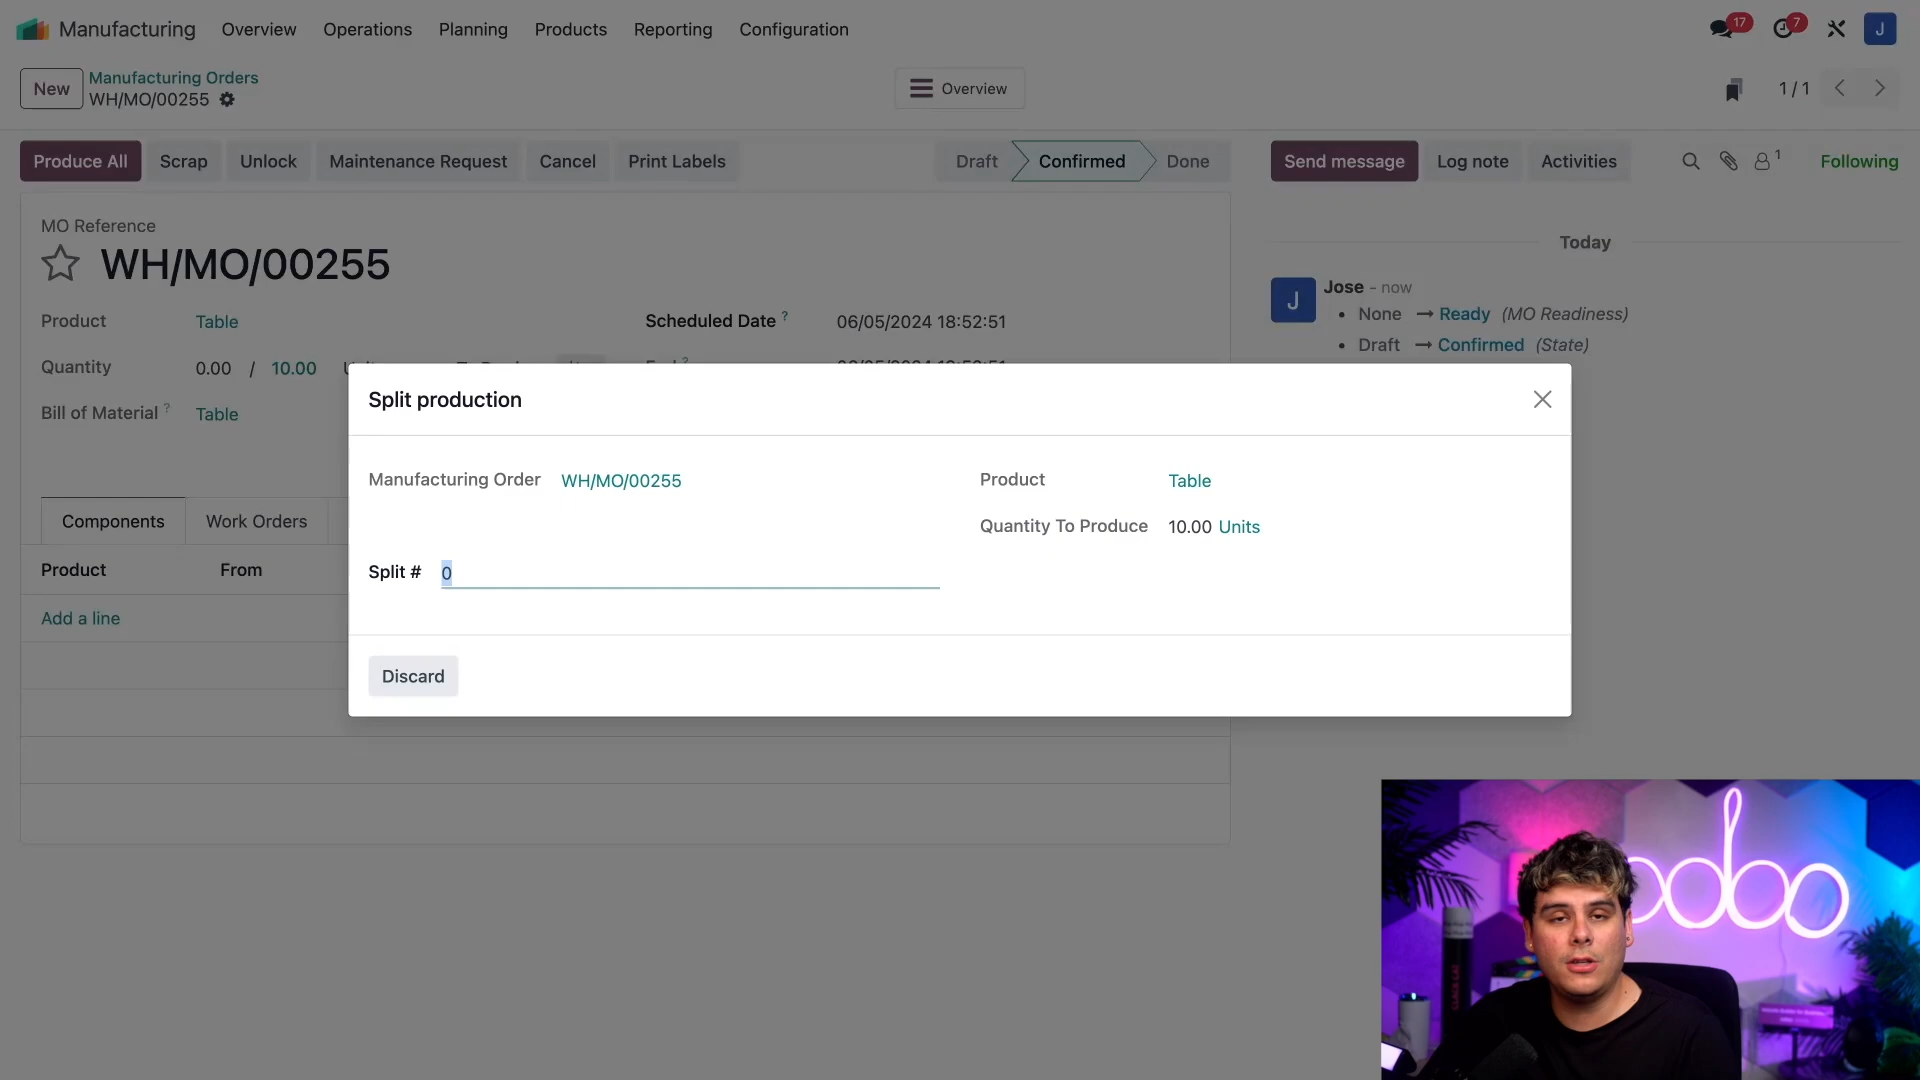 Manufacturing Overview Operations Planning Products Reporting Configuration 17 7 J
New Manufacturing Orders
WH/MO/00255
Overview
1 / 1
Produce All Scrap Unlock Maintenance Request Cancel Print Labels Draft Confirmed Done Send message Log note Activities 1 Following
MO Reference
WH/MO/00255
Today
Product Table Scheduled Date ? 06/05/2024 18:52:51
J Jose - now
None → Ready (MO Readiness)
Draft → Confirmed (State)
Quantity 0.00 / 10.00
Bill of Material ? Table
Split production
Manufacturing Order WH/MO/00255 Product Table
Quantity To Produce 10.00 Units
Split # 0
Discard
Components Work Orders
Product From
Add a line
odoo